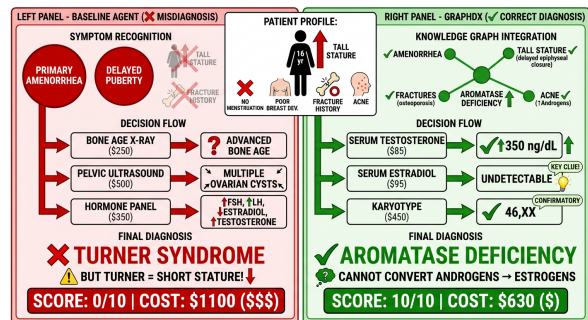 LEFT PANEL - BASELINE AGENT (❌ MISDIAGNOSIS)
SYMPTOM RECOGNITION
PRIMARY AMENORRHEA
DELAYED PUBERTY
TALL STATURE
FRACTURE HISTORY
DECISION FLOW
BONE AGE X-RAY ($250)
? ADVANCED BONE AGE
PELVIC ULTRASOUND ($500)
MULTIPLE OVARIAN CYSTS
HORMONE PANEL ($350)
↑FSH, ↑LH, ↓ESTRADIOL, ↑TESTOSTERONE
FINAL DIAGNOSIS
❌ TURNER SYNDROME
⚠ BUT TURNER = SHORT STATURE! ↓
SCORE: 0/10 | COST: $1100 ($$$)
PATIENT PROFILE:
16 yr
TALL STATURE
NO MENSTRUATION
POOR BREAST DEV.
FRACTURE HISTORY
ACNE
RIGHT PANEL - GRAPHDX (✓ CORRECT DIAGNOSIS)
KNOWLEDGE GRAPH INTEGRATION
✓AMENORRHEA
TALL STATURE ✓
(delayed epiphyseal closure)
✓FRACTURES
(osteoporosis)
AROMATASE DEFICIENCY ↑
ACNE ✓
(↑Androgens)
DECISION FLOW
SERUM TESTOSTERONE ($85)
✓↑350 ng/dL ↑
SERUM ESTRADIOL ($95)
UNDETECTABLE
KEY CLUE!
KARYOTYPE ($450)
✓ 46,XX
CONFIRMATORY
FINAL DIAGNOSIS
✓ AROMATASE DEFICIENCY
? CANNOT CONVERT ANDROGENS → ESTROGENS
SCORE: 10/10 | COST: $630 ($)